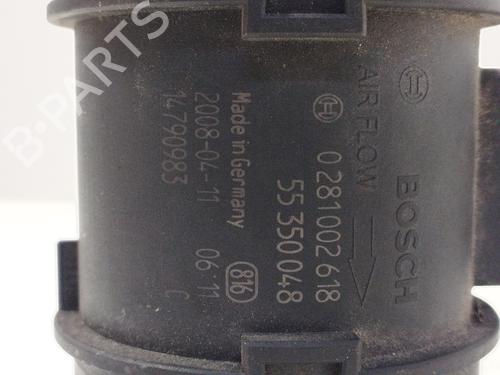 BOSCH
AIR FLOW
0 281 002 618
55 350 048
Made in Germany 816
2008-04-11 06:11
14790983 C
B-PARTS